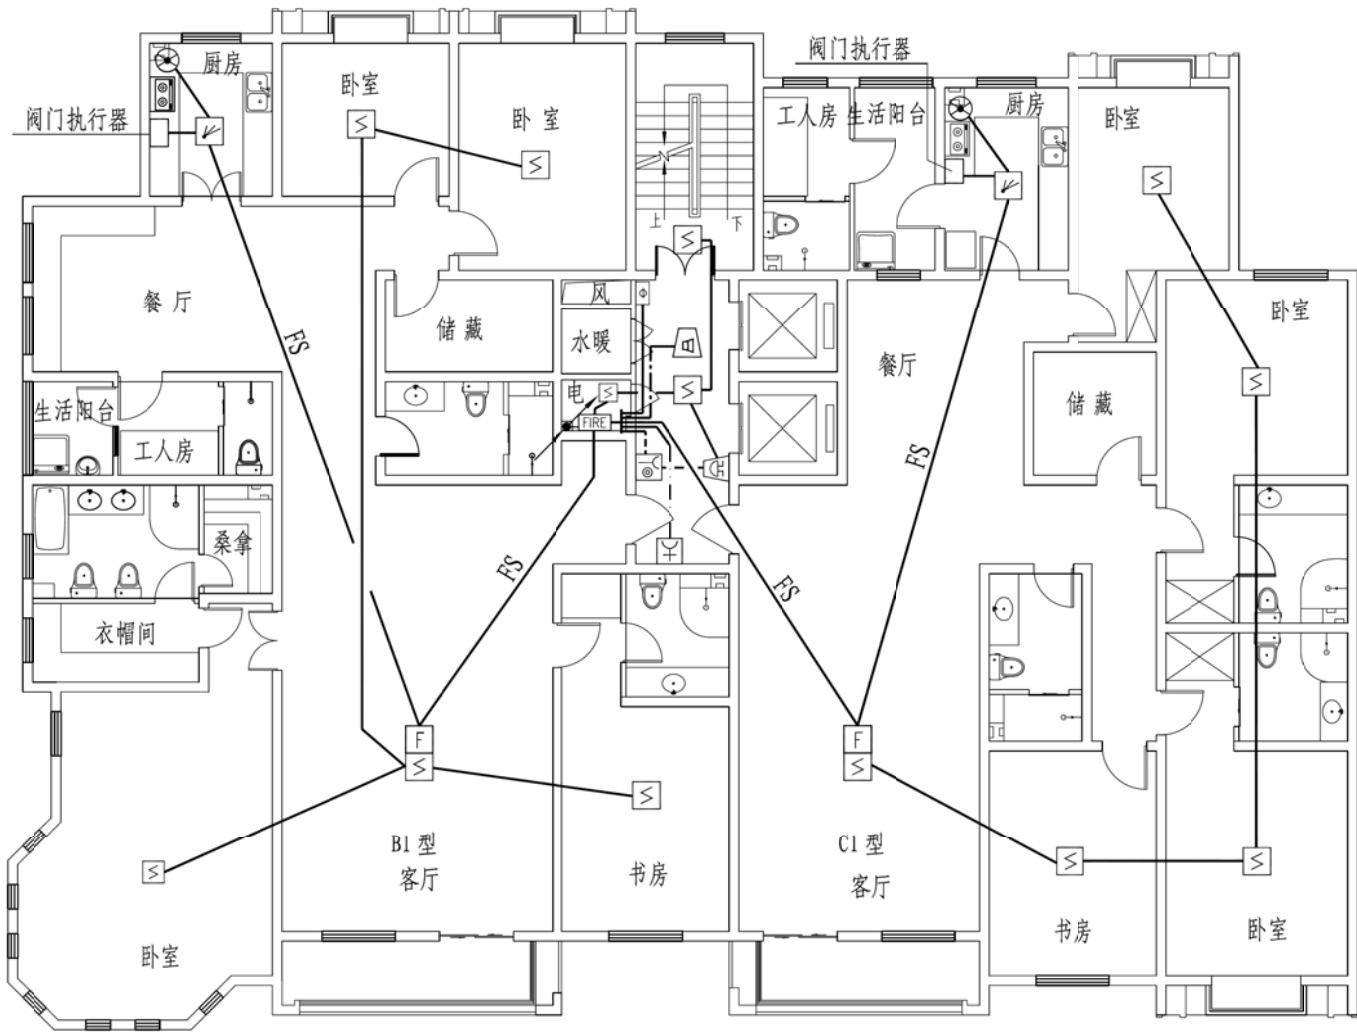 阀门执行器
厨房
卧室
厨房
卧室
阀门执行器
卧室
卧 室
工人房
生活阳台
上
下
餐 厅
FS
储 藏
风
水暖
电
FIRE
餐厅
卧室
储 藏
生活阳台
工人房
FS
桑拿
FS
FS
衣帽间
F
F
B1 型
客厅
书房
C1 型
客厅
书房
卧室
卧室